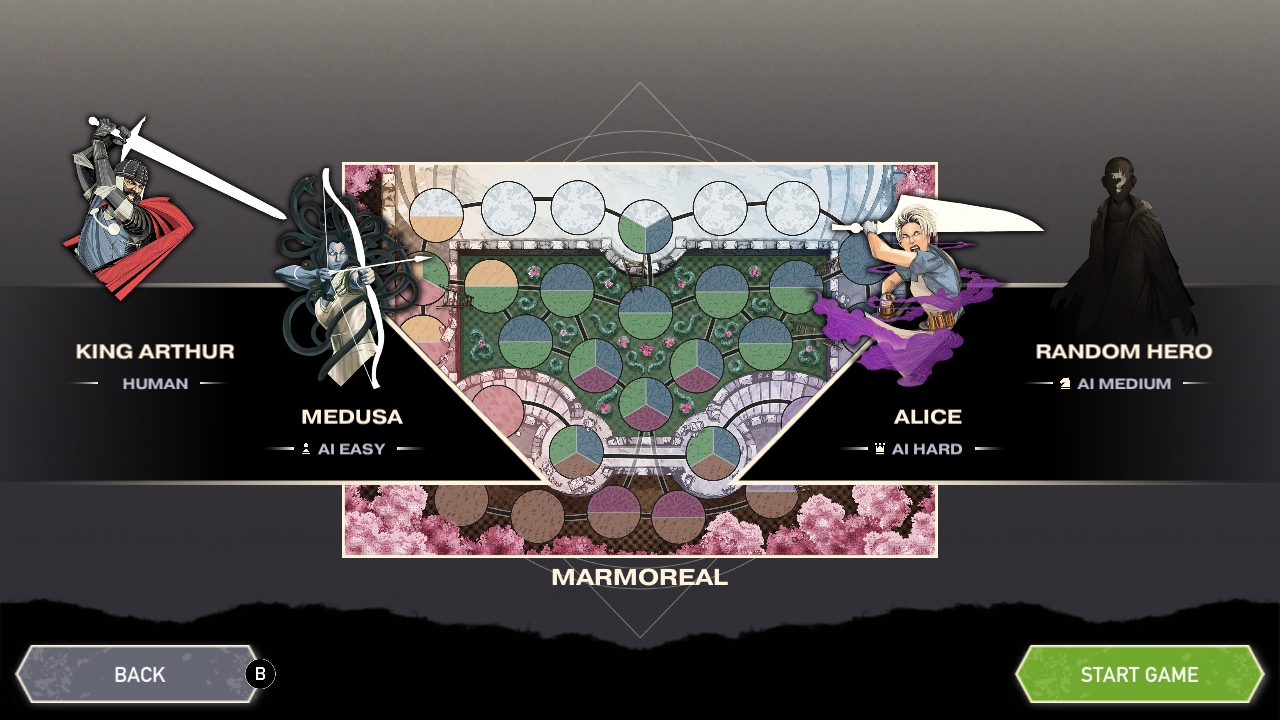 KING ARTHUR
HUMAN
MEDUSA
AI EASY
ALICE
AI HARD
?
RANDOM HERO
AI MEDIUM
MARMOREAL
BACK
B
START GAME